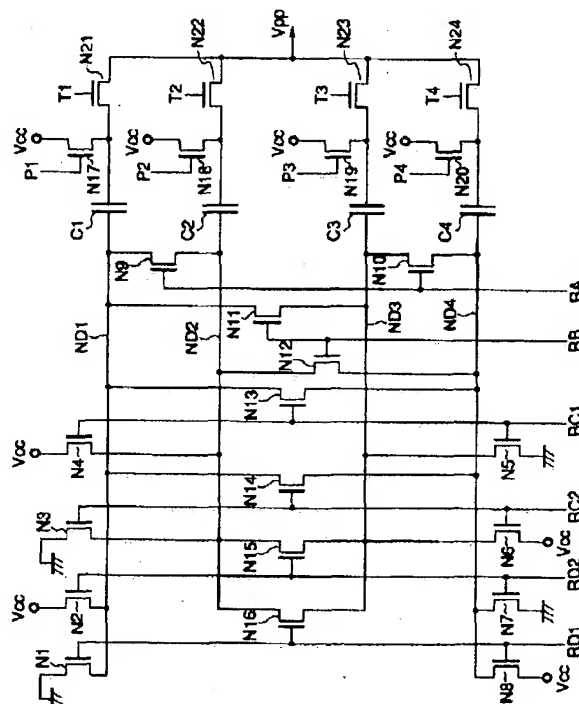 N21
T1
Vcc
P1
N17
C1
N22
T2
Vcc
P2
N18
C2
Vpp
N23
T3
Vcc
P3
N19
C3
N24
T4
Vcc
P4
N20
C4
N9
N10
RA
ND1
N11
ND2
N12
ND3
ND4
RB
N13
Vcc
N4
N5
RC1
N14
N3
RC2
N15
N6
Vcc
Vcc
N2
RD2
N16
N7
N1
RD1
N8
Vcc